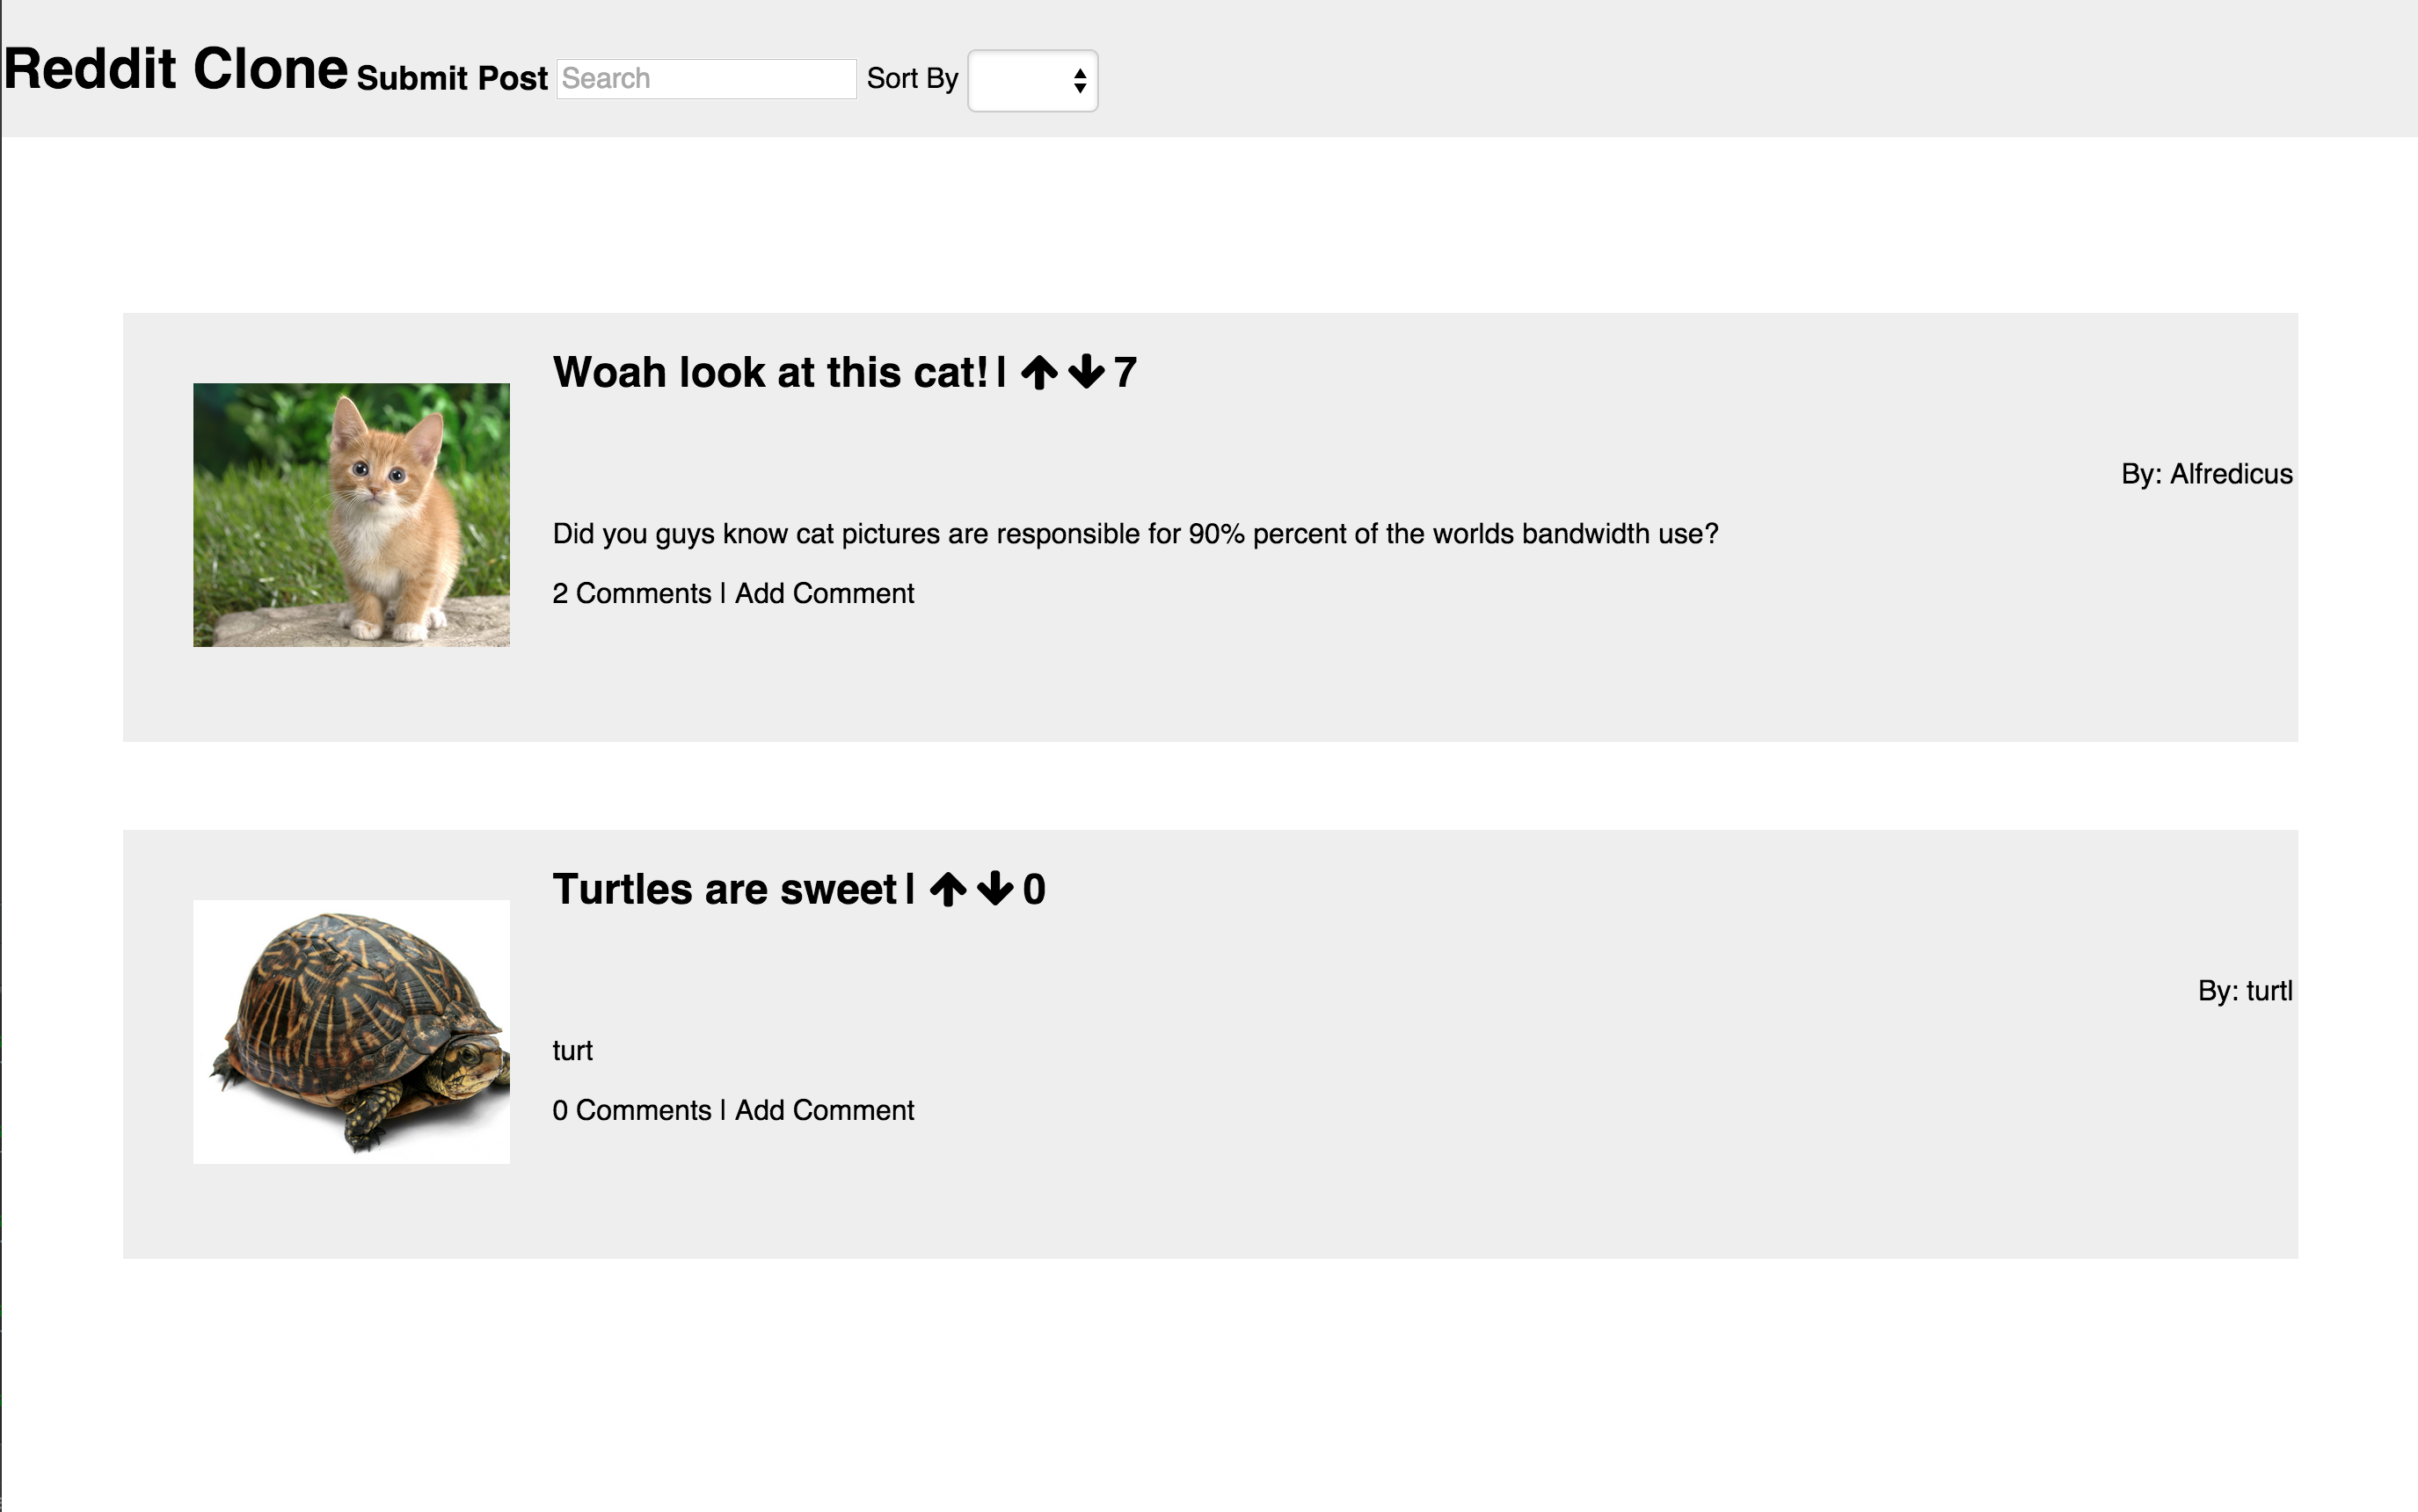 Reddit Clone Submit Post Search Sort By
Woah look at this cat! | 7
By: Alfredicus
Did you guys know cat pictures are responsible for 90% percent of the worlds bandwidth use?
2 Comments | Add Comment
Turtles are sweet | 0
By: turtl
turt
0 Comments | Add Comment